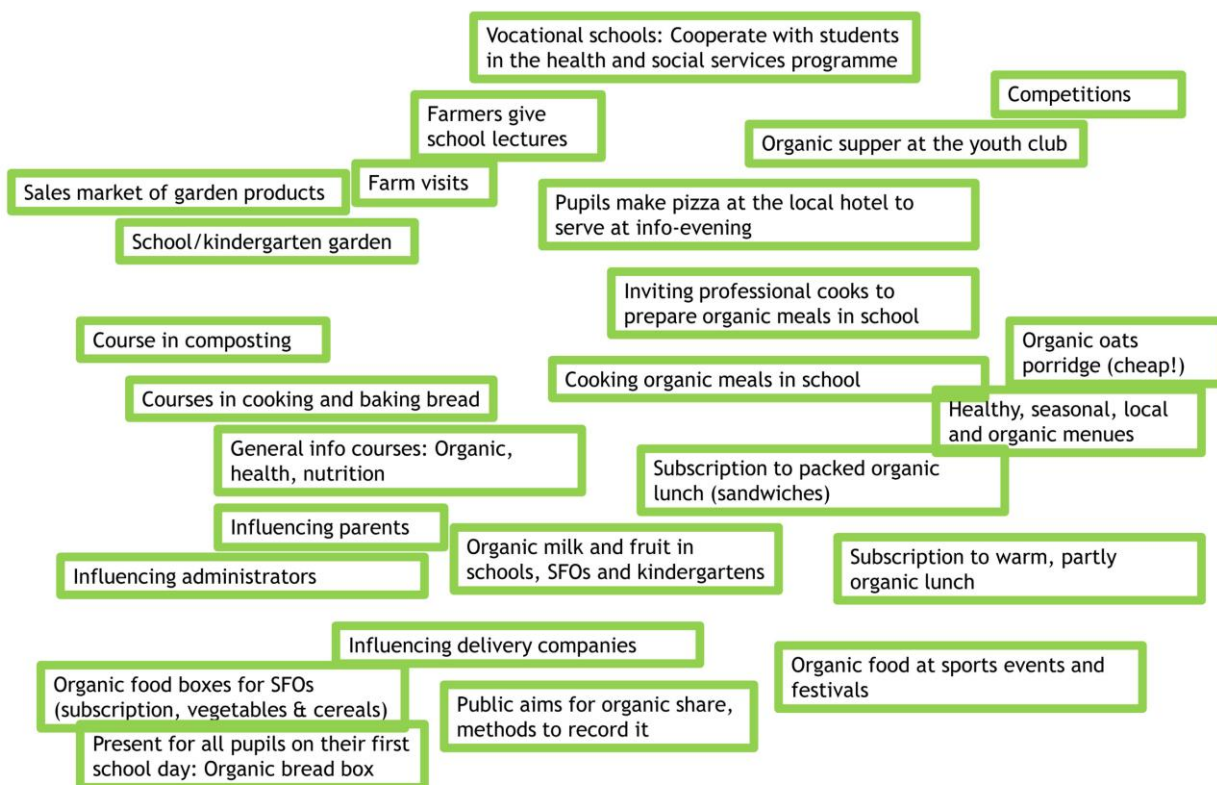 Vocational schools: Cooperate with students
in the health and social services programme
Competitions
Farmers give
school lectures
Organic supper at the youth club
Farm visits
Sales market of garden products
Pupils make pizza at the local hotel to
serve at info-evening
School/kindergarten garden
Inviting professional cooks to
prepare organic meals in school
Course in composting
Organic oats
porridge (cheap!)
Cooking organic meals in school
Courses in cooking and baking bread
Healthy, seasonal, local
and organic menues
General info courses: Organic,
health, nutrition
Subscription to packed organic
lunch (sandwiches)
Influencing parents
Organic milk and fruit in
schools, SFOs and kindergartens
Subscription to warm, partly
organic lunch
Influencing administrators
Influencing delivery companies
Organic food at sports events and
festivals
Organic food boxes for SFOs
(subscription, vegetables & cereals)
Public aims for organic share,
methods to record it
Present for all pupils on their first
school day: Organic bread box